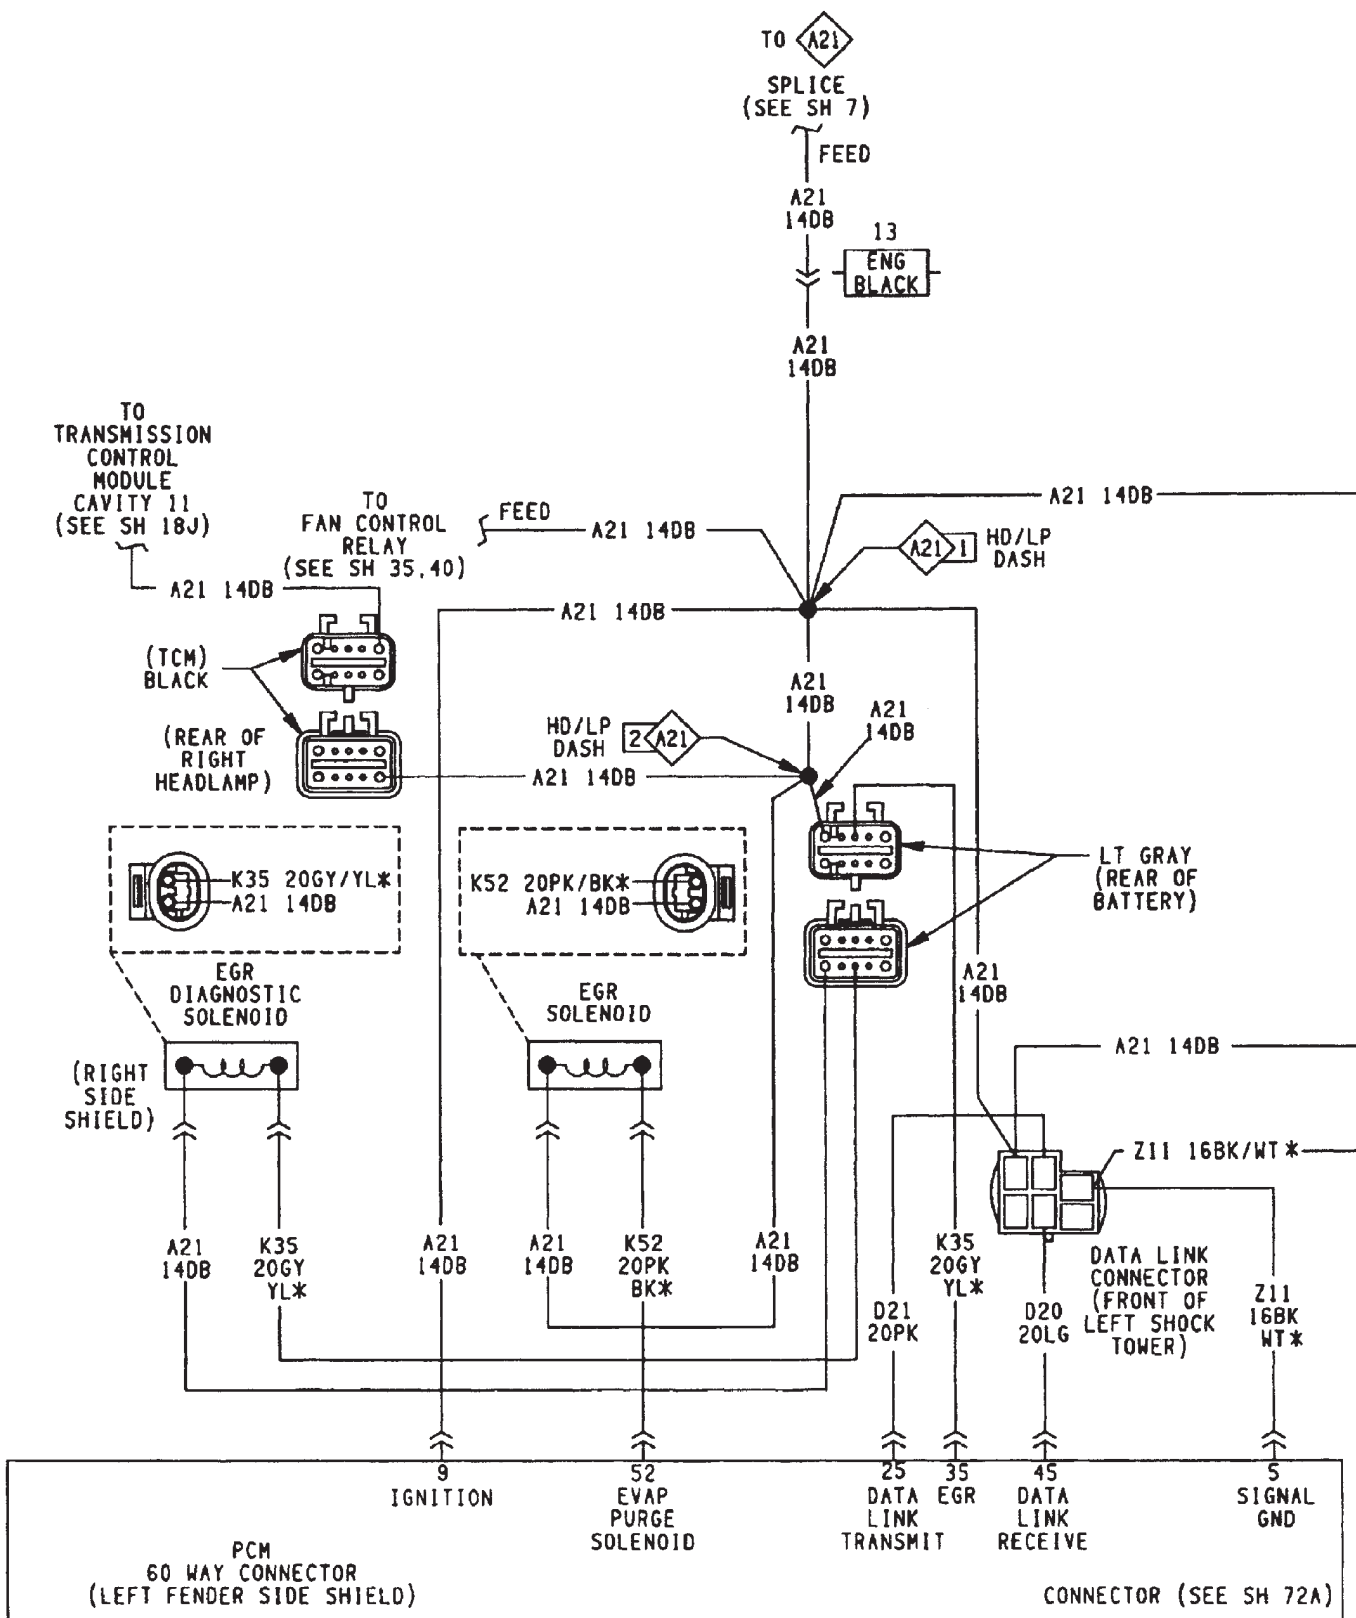 TO A21
SPLICE
(SEE SH 7)
FEED
A21
14DB
13
ENG
BLACK
A21
14DB
TO
TRANSMISSION
CONTROL
MODULE
CAVITY 11
(SEE SH 18J)
TO
FAN CONTROL
RELAY
(SEE SH 35,40)
FEED
A21 14DB
A21 14DB
A21 1 HD/LP
DASH
A21 14DB
A21 14DB
(TCM)
BLACK
A21
14DB
A21
14DB
HD/LP
DASH 2 A21
(REAR OF
RIGHT
HEADLAMP)
A21 14DB
K35 20GY/YL*
A21 14DB
K52 20PK/BK*
A21 14DB
LT GRAY
(REAR OF
BATTERY)
EGR
DIAGNOSTIC
SOLENOID
EGR
SOLENOID
A21
14DB
A21 14DB
(RIGHT
SIDE
SHIELD)
Z11 16BK/WT*
A21
14DB
K35
20GY
YL*
A21
14DB
A21
14DB
K52
20PK
BK*
A21
14DB
D21
20PK
K35
20GY
YL*
D20
20LG
DATA LINK
CONNECTOR
(FRONT OF
LEFT SHOCK
TOWER)
Z11
16BK
WT*
9
IGNITION
52
EVAP
PURGE
SOLENOID
25
DATA
LINK
TRANSMIT
35
EGR
45
DATA
LINK
RECEIVE
5
SIGNAL
GND
PCM
60 WAY CONNECTOR
(LEFT FENDER SIDE SHIELD)
CONNECTOR (SEE SH 72A)